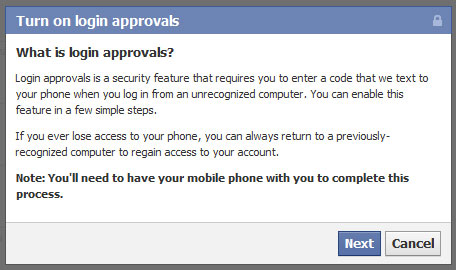 Turn on login approvals
What is login approvals?
Login approvals is a security feature that requires you to enter a code that we text to
your phone when you log in from an unrecognized computer. You can enable this
feature in a few simple steps.
If you ever lose access to your phone, you can always return to a previously-
recognized computer to regain access to your account.
Note: You'll need to have your mobile phone with you to complete this
process.
Next Cancel